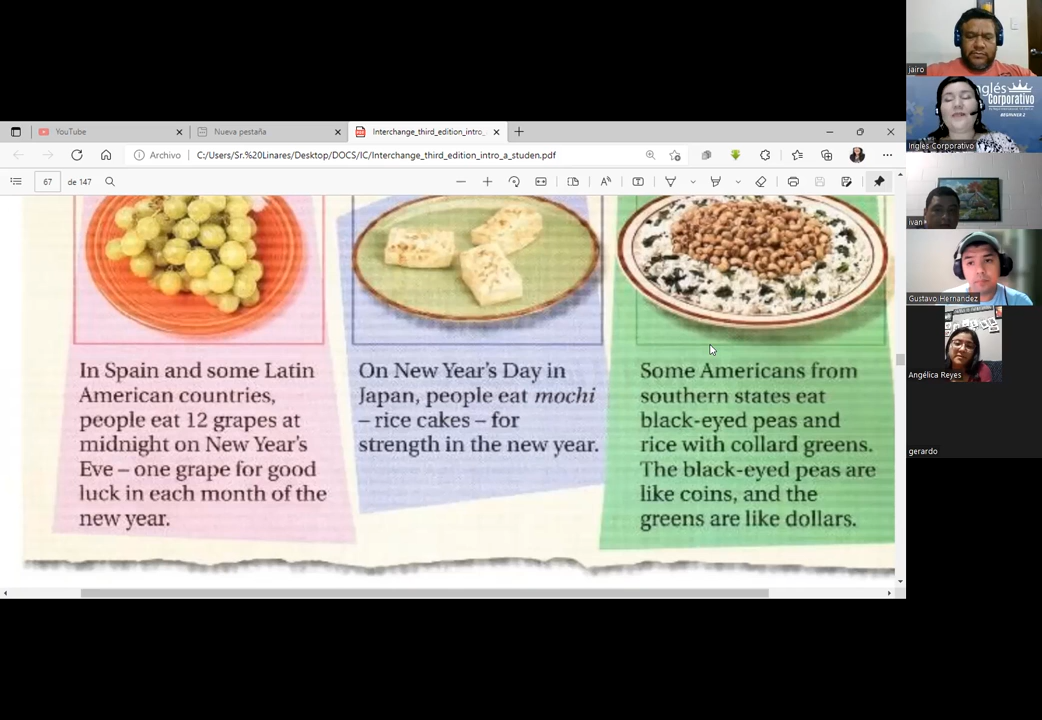 YouTube
Nueva pestaña
Interchange_third_edition_intro_
Archivo
C:/Users/Sr.%20Linares/Desktop/DOCS/IC/Interchange_third_edition_intro_a_studen.pdf
67
de 147
In Spain and some Latin
American countries,
people eat 12 grapes at
midnight on New Year's
Eve – one grape for good
luck in each month of the
new year.
On New Year's Day in
Japan, people eat mochi
– rice cakes – for
strength in the new year.
Some Americans from
southern states eat
black-eyed peas and
rice with collard greens.
The black-eyed peas are
like coins, and the
greens are like dollars.
jairo
Inglés
Corporativo
BEGINNER 2
Inglés Corporativo
ivan
Gustavo Hernández
Angélica Reyes
gerardo